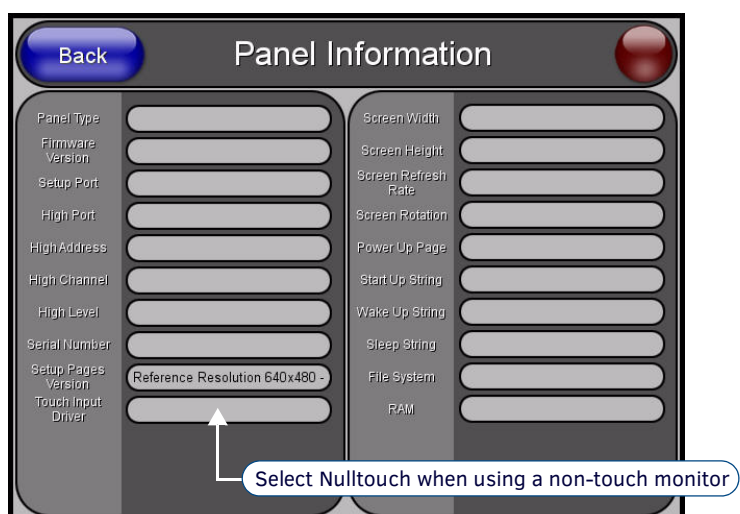 Back
Panel Information
Panel Type
Firmware
Version
Setup Port
High Port
High Address
High Channel
High Level
Serial Number
Setup Pages
Version
Reference Resolution 640x480 -
Touch Input
Driver
Screen Width
Screen Height
Screen Refresh
Rate
Screen Rotation
Power Up Page
Start Up String
Wake Up String
Sleep String
File System
RAM
Select Nulltouch when using a non-touch monitor